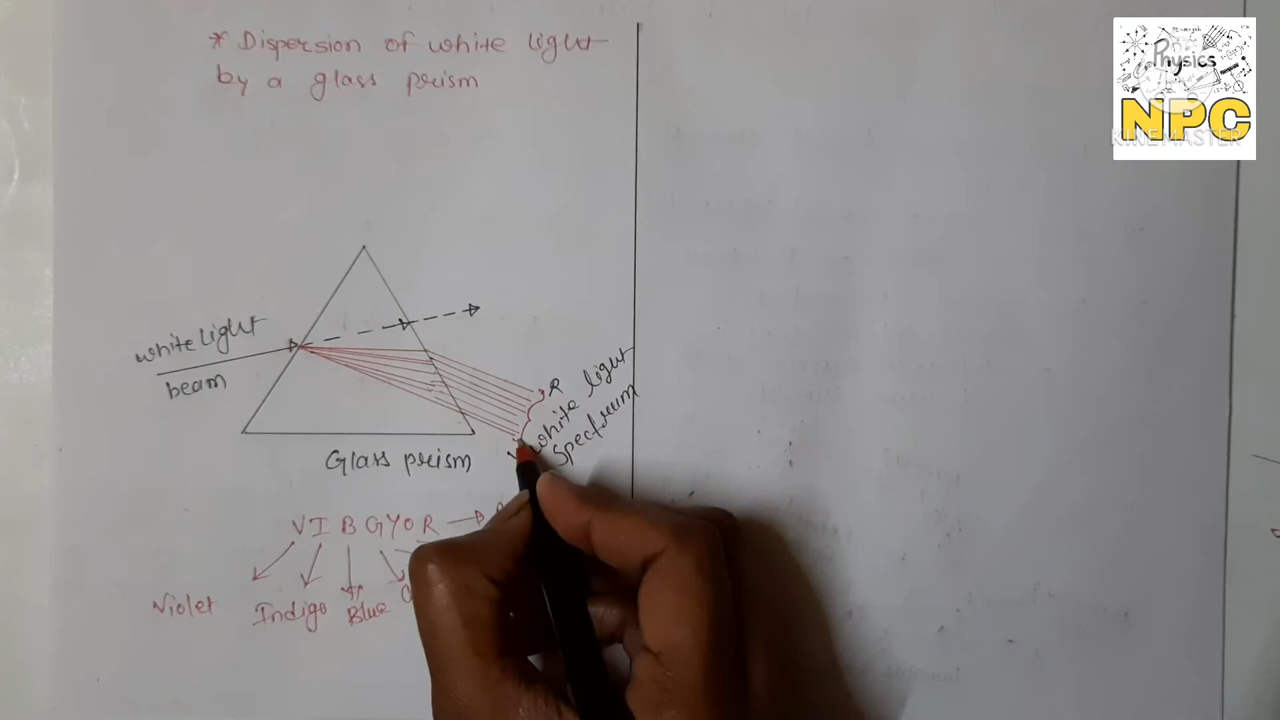 * Dispersion of white light
by a glass prism
Physics
NPC
KINEMASTER
white light
beam
R
white light
spectrum
V
Glass prism
V I B G Y O R
Violet
Indigo
Blue